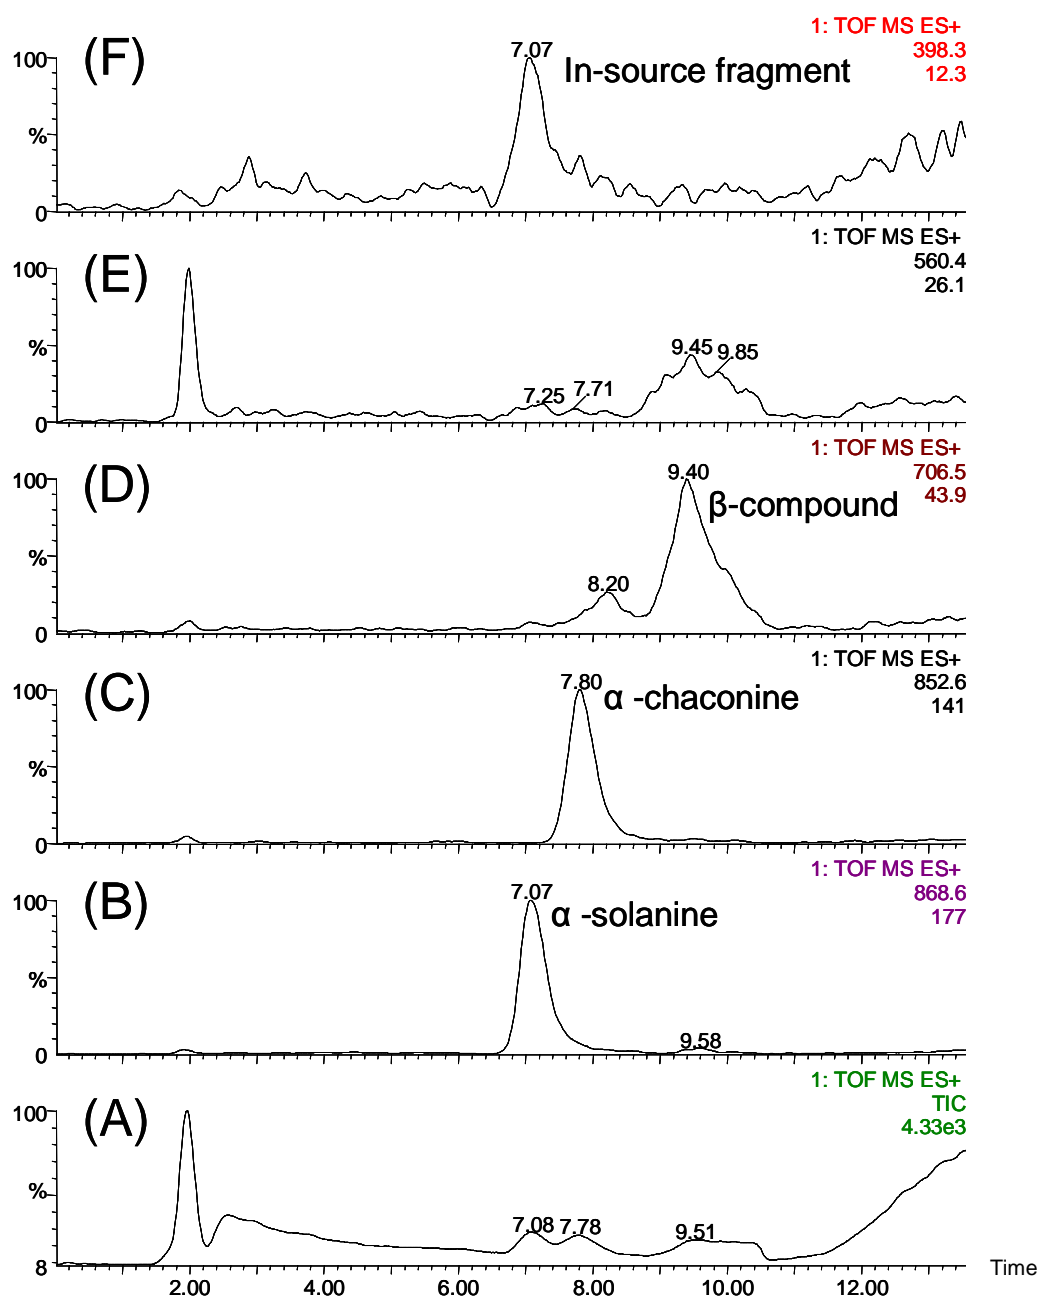 1: TOF MS ES+
398.3
12.3
(F)
7.07
In-source fragment
100
%
0
1: TOF MS ES+
560.4
26.1
(E)
100
%
9.45
9.85
7.25
7.71
0
1: TOF MS ES+
706.5
43.9
(D)
9.40
β-compound
100
%
8.20
0
1: TOF MS ES+
852.6
141
(C)
7.80
α -chaconine
100
%
0
1: TOF MS ES+
868.6
177
(B)
7.07
α -solanine
100
%
9.58
0
1: TOF MS ES+
TIC
4.33e3
(A)
100
%
7.08
7.78
9.51
8
Time
2.00 4.00 6.00 8.00 10.00 12.00